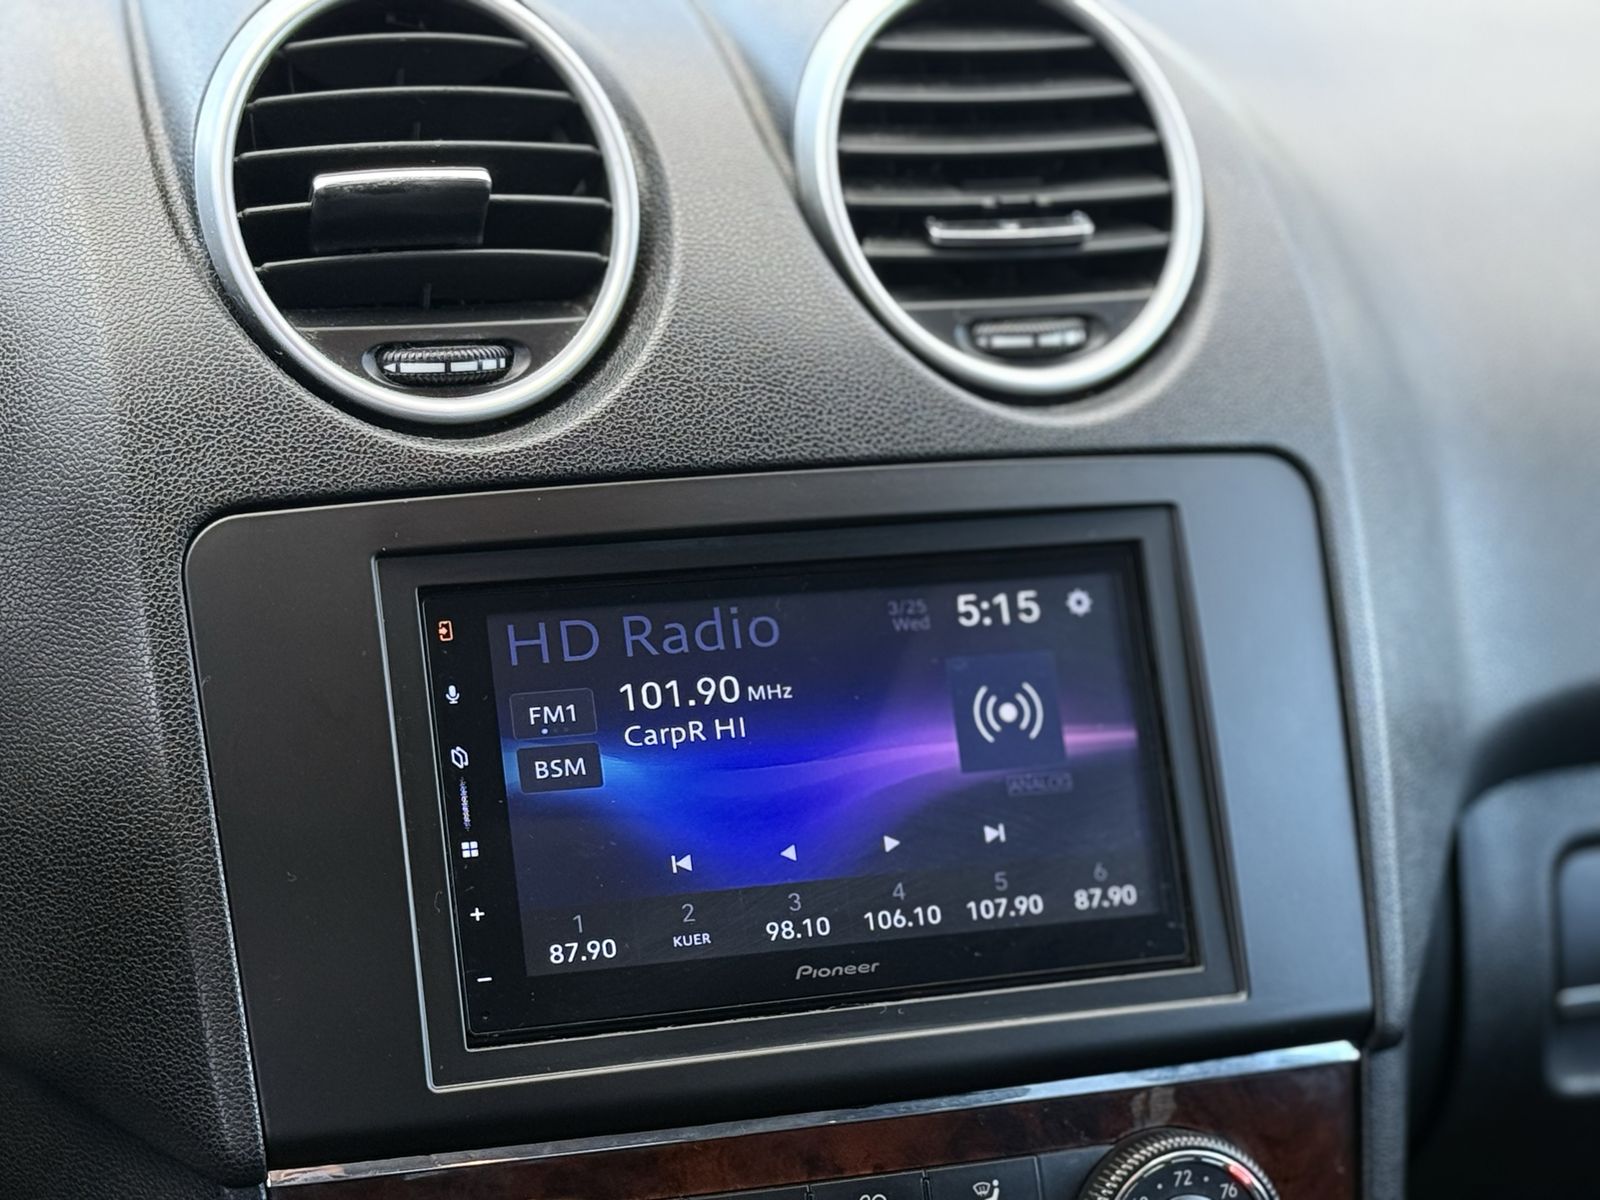 HD Radio
3/25
Wed
5:15
FM1
101.90 MHz
CarpR HI
BSM
ANALOG
1 2 3 4 5 6
87.90 KUER 98.10 106.10 107.90 87.90
Pioneer
72 76